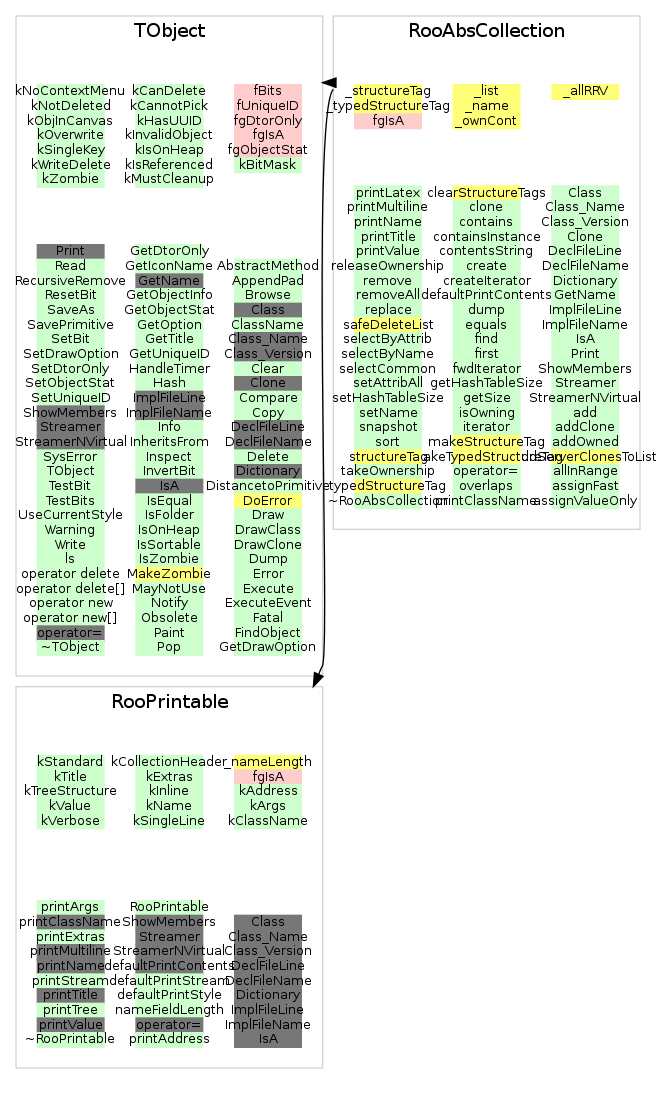 TObject
kNoContextMenu
kNotDeleted
kObjInCanvas
kOverwrite
kSingleKey
kWriteDelete
kZombie
kCanDelete
kCannotPick
kHasUUID
kInvalidObject
kIsOnHeap
kIsReferenced
kMustCleanup
fBits
fUniqueID
fgDtorOnly
fgIsA
fgObjectStat
kBitMask
Print
Read
RecursiveRemove
ResetBit
SaveAs
SavePrimitive
SetBit
SetDrawOption
SetDtorOnly
SetObjectStat
SetUniqueID
ShowMembers
Streamer
StreamerNVirtual
SysError
TObject
TestBit
TestBits
UseCurrentStyle
Warning
Write
ls
operator delete
operator delete[]
operator new
operator new[]
operator=
~TObject
GetDtorOnly
GetIconName
GetName
GetObjectInfo
GetObjectStat
GetOption
GetTitle
GetUniqueID
HandleTimer
Hash
ImplFileLine
ImplFileName
Info
InheritsFrom
Inspect
InvertBit
IsA
IsEqual
IsFolder
IsOnHeap
IsSortable
IsZombie
MakeZombie
MayNotUse
Notify
Obsolete
Paint
Pop
AbstractMethod
AppendPad
Browse
Class
ClassName
Class_Name
Class_Version
Clear
Clone
Compare
Copy
DeclFileLine
DeclFileName
Delete
Dictionary
DistancetoPrimitive
DoError
Draw
DrawClass
DrawClone
Dump
Error
Execute
ExecuteEvent
Fatal
FindObject
GetDrawOption
RooAbsCollection
_structureTag
_typedStructureTag
fgIsA
_list
_name
_ownCont
_allRRV
printLatex
printMultiline
printName
printTitle
printValue
releaseOwnership
remove
removeAll
replace
safeDeleteList
selectByAttrib
selectByName
selectCommon
setAttribAll
setHashTableSize
setName
snapshot
sort
structureTag
takeOwnership
typedStructureTag
~RooAbsCollection
clearStructureTags
clone
contains
containsInstance
contentsString
create
createIterator
defaultPrintContents
dump
equals
find
first
fwdIterator
getHashTableSize
getSize
isOwning
iterator
makeStructureTag
operator=
overlaps
printClassName
Class
Class_Name
Class_Version
Clone
DeclFileLine
DeclFileName
Dictionary
GetName
ImplFileLine
ImplFileName
IsA
Print
ShowMembers
Streamer
StreamerNVirtual
add
addClone
addOwned
allInRange
assignFast
assignValueOnly
RooPrintable
kStandard
kTitle
kTreeStructure
kValue
kVerbose
kCollectionHeader
kExtras
kInline
kName
kSingleLine
_nameLength
fgIsA
kAddress
kArgs
kClassName
printArgs
printClassName
printExtras
printMultiline
printName
printStream
printTitle
printTree
printValue
~RooPrintable
RooPrintable
ShowMembers
Streamer
StreamerNVirtual
defaultPrintContents
defaultPrintStream
defaultPrintStyle
nameFieldLength
operator=
printAddress
Class
Class_Name
Class_Version
DeclFileLine
DeclFileName
Dictionary
ImplFileLine
ImplFileName
IsA